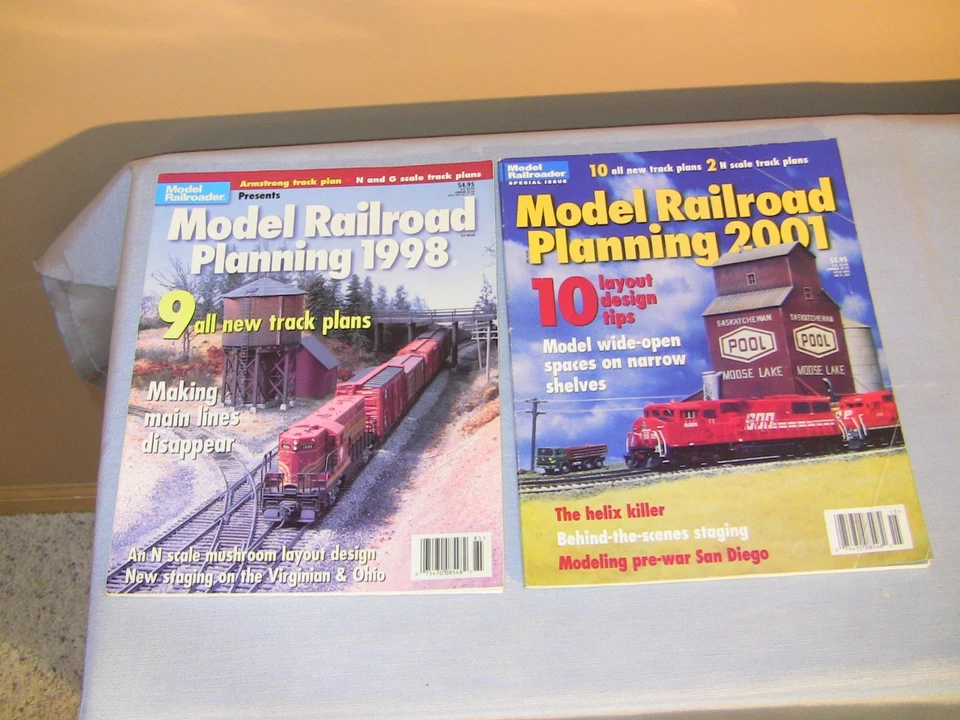 Model
Railroader
Armstrong track plan • N and G scale track plans
Presents
$4.95
Model Railroad
Planning 1998
9 all new track plans
Making
main lines
disappear
An N scale mushroom layout design
New staging on the Virginian & Ohio
Model
Railroader
SPECIAL ISSUE
10 all new track plans 2 N scale track plans
Model Railroad
Planning 2001
$5.95
10 layout
design
tips
Model wide-open
spaces on narrow
shelves
SASKATCHEWAN
POOL
MOOSE LAKE
SASKATCHEWAN
POOL
MOOSE LAKE
SOO
The helix killer
Behind-the-scenes staging
Modeling pre-war San Diego